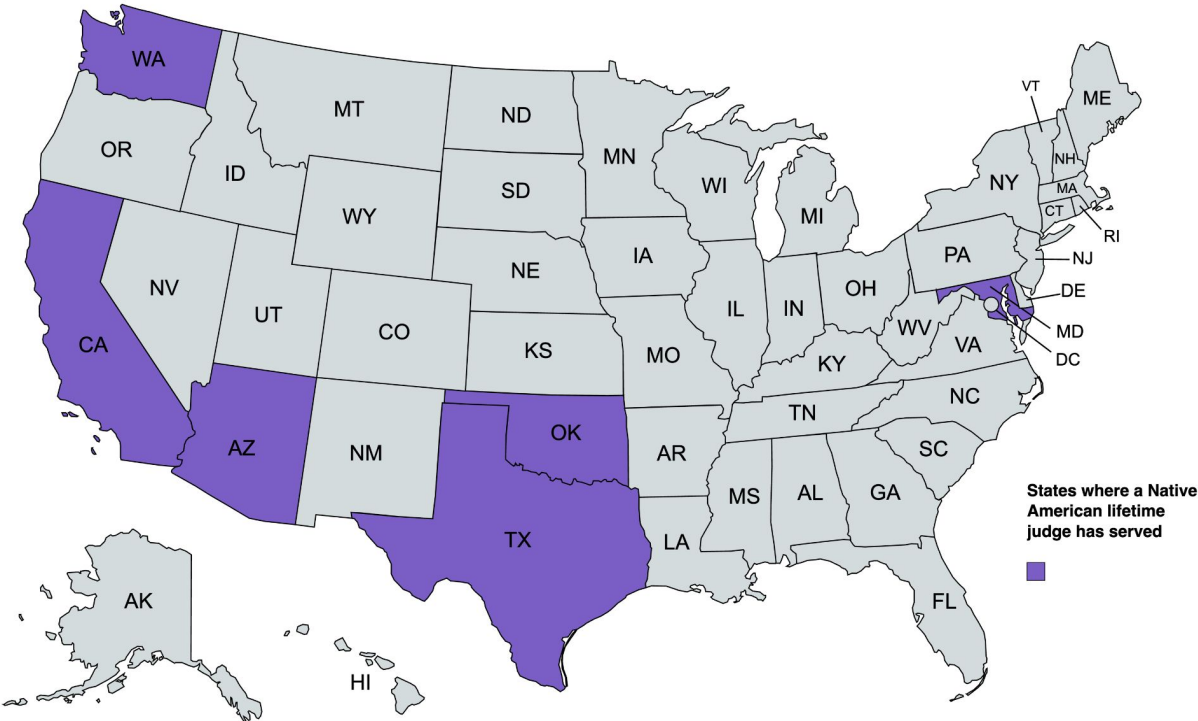 WA
MT
ND
MN
VT
ME
OR
ID
SD
WI
MI
NY
NH
MA
CT
RI
WY
IA
PA
NJ
NE
NV
UT
CO
IL
IN
OH
DE
MD
DC
WV
VA
CA
KS
MO
KY
NC
TN
OK
AZ
NM
AR
SC
MS
AL
GA
TX
LA
FL
AK
HI
States where a Native
American lifetime
judge has served